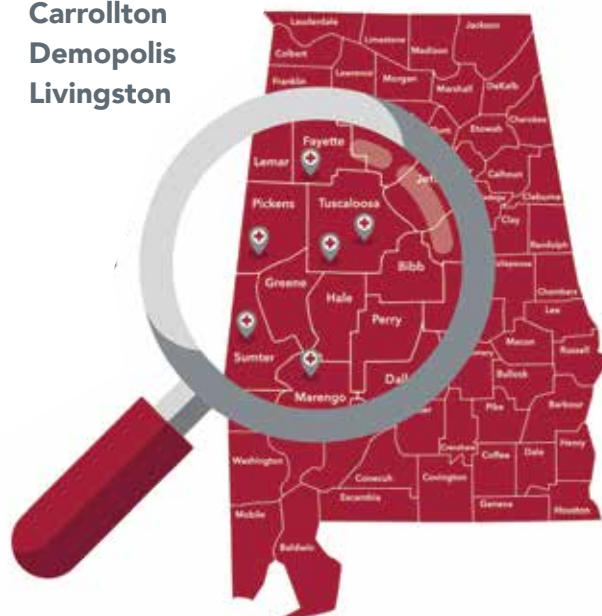 Carrollton
Demopolis
Livingston
Lauderdale
Limestone
Madison
Jackson
Colbert
Franklin
Lawrence
Morgan
Marshall
DeKalb
Cherokee
Etowah
Fayette
Lemar
Calhoun
Cleburne
Pickens
Tuscaloosa
Clay
Randolph
Bibb
Greene
Hale
Chambers
Lee
Perry
Macon
Russell
Sumter
Bullock
Marengo
Pike
Barbour
Crenshaw
Coffee
Dale
Henry
Washington
Conecuh
Covington
Escambia
Geneva
Houston
Mobile
Baldwin